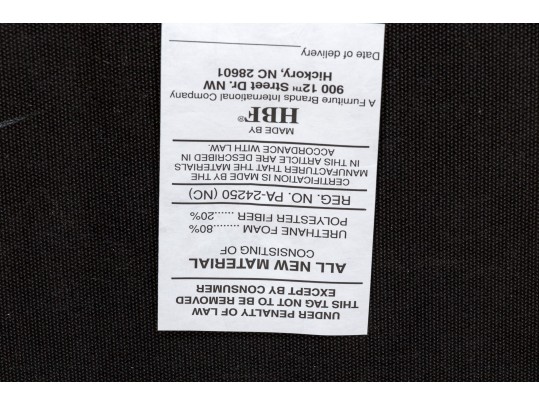 UNDER PENALTY OF LAW
THIS TAG NOT TO BE REMOVED
EXCEPT BY CONSUMER
ALL NEW MATERIAL
CONSISTING OF
URETHANE FOAM ........80%
POLYESTER FIBER ......20%
REG. NO. PA-24250 (NC)
CERTIFICATION IS MADE BY THE
MANUFACTURER THAT THE MATERIALS
IN THIS ARTICLE ARE DESCRIBED IN
ACCORDANCE WITH LAW.
MADE BY
HBF®
A Furniture Brands International Company
900 12TH Street Dr. NW
Hickory, NC 28601
Date of delivery